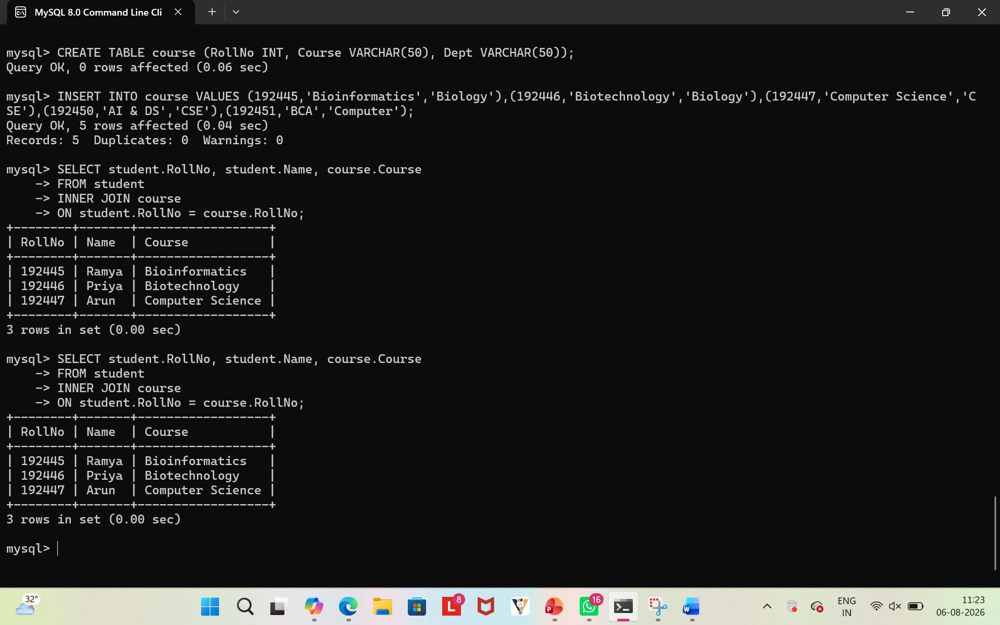 MySQL 8.0 Command Line Cli
mysql> CREATE TABLE course (RollNo INT, Course VARCHAR(50), Dept VARCHAR(50));
Query OK, 0 rows affected (0.06 sec)
mysql> INSERT INTO course VALUES (192445,'Bioinformatics','Biology'),(192446,'Biotechnology','Biology'),(192447,'Computer Science','C
SE'),(192450,'AI & DS','CSE'),(192451,'BCA','Computer');
Query OK, 5 rows affected (0.04 sec)
Records: 5  Duplicates: 0  Warnings: 0
mysql> SELECT student.RollNo, student.Name, course.Course
    -> FROM student
    -> INNER JOIN course
    -> ON student.RollNo = course.RollNo;
+--------+-------+------------------+
| RollNo | Name  | Course           |
+--------+-------+------------------+
| 192445 | Ramya | Bioinformatics   |
| 192446 | Priya | Biotechnology    |
| 192447 | Arun  | Computer Science |
+--------+-------+------------------+
3 rows in set (0.00 sec)
mysql> SELECT student.RollNo, student.Name, course.Course
    -> FROM student
    -> INNER JOIN course
    -> ON student.RollNo = course.RollNo;
+--------+-------+------------------+
| RollNo | Name  | Course           |
+--------+-------+------------------+
| 192445 | Ramya | Bioinformatics   |
| 192446 | Priya | Biotechnology    |
| 192447 | Arun  | Computer Science |
+--------+-------+------------------+
3 rows in set (0.00 sec)
mysql>
32°
L 8
P
16
W
ENG
IN
11:23
06-08-2026